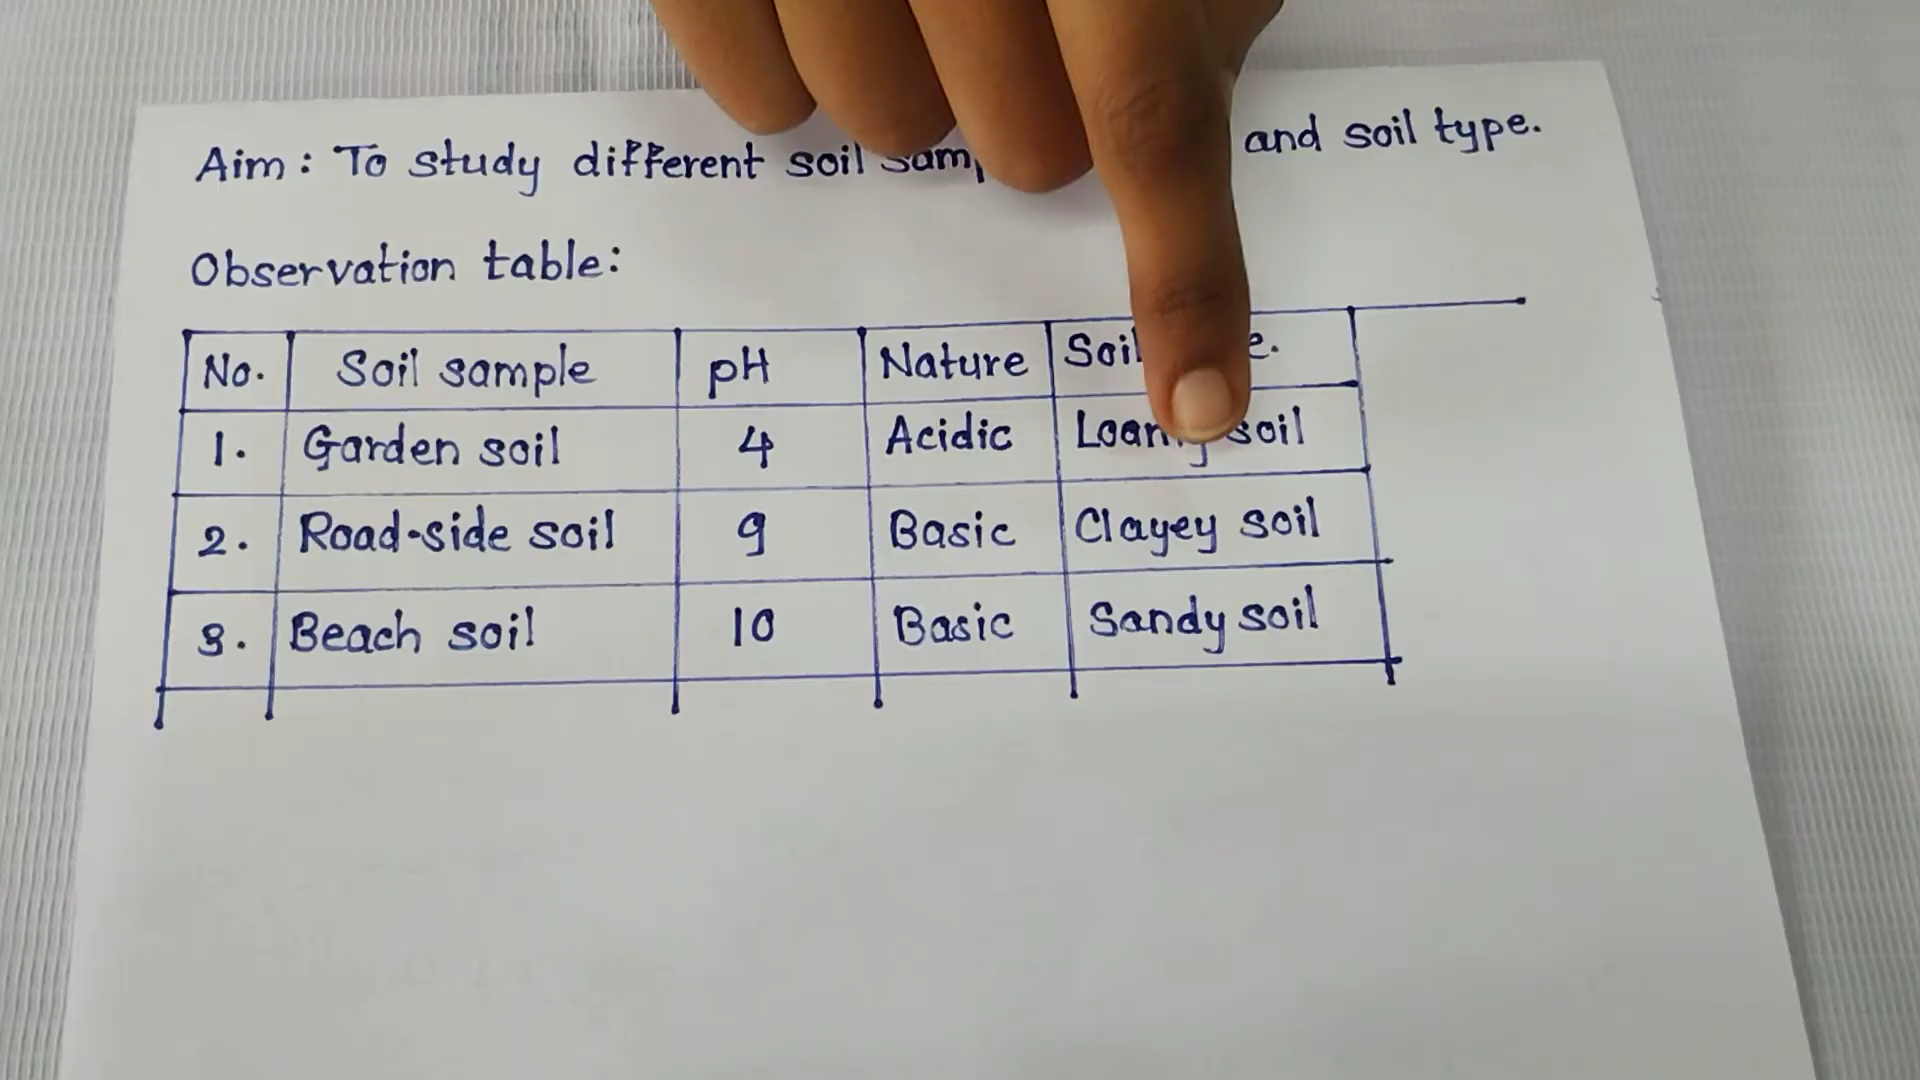 Aim: To study different soil and soil type.
Observation table:
No. Soil sample pH Nature
1. Garden soil 4 Acidic soil
2. Road-side soil 9 Basic Clayey soil
3. Beach soil 10 Basic Sandy soil